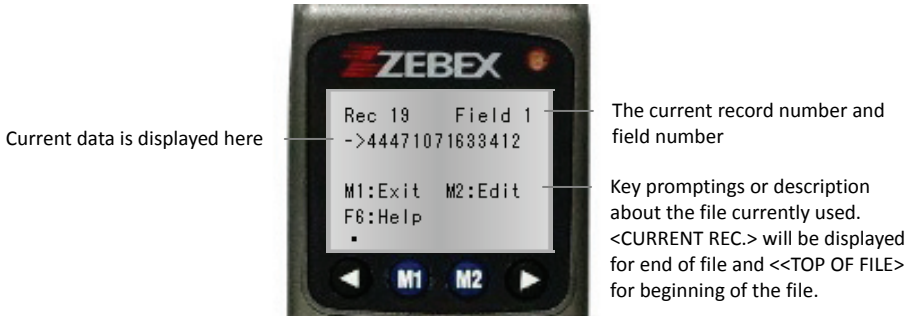 ZEBEX
Rec 19 Field 1
->44471071633412
M1:Exit M2:Edit
F6:Help
M1 M2
Current data is displayed here
The current record number and
field number
Key promptings or description
about the file currently used.
<CURRENT REC.> will be displayed
for end of file and <<TOP OF FILE>
for beginning of the file.